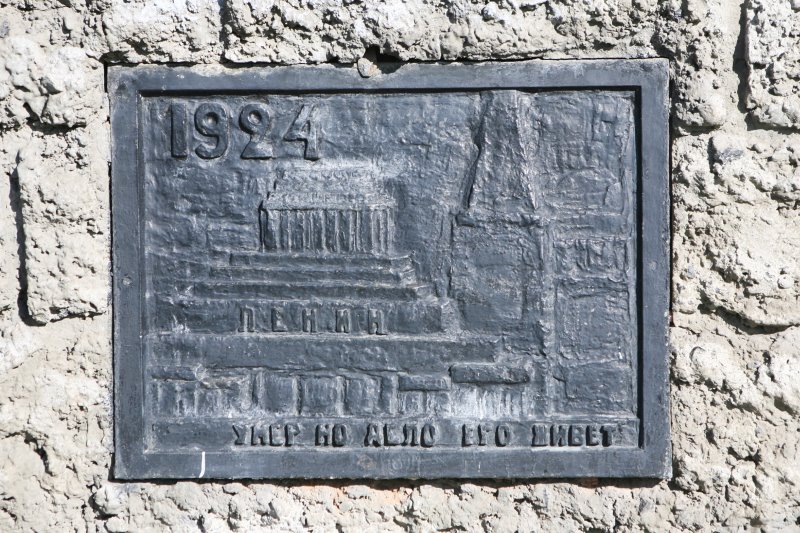 1924
ЛЕНИН
УМЕР НО ДЕЛО ЕГО ЖИВЕТ